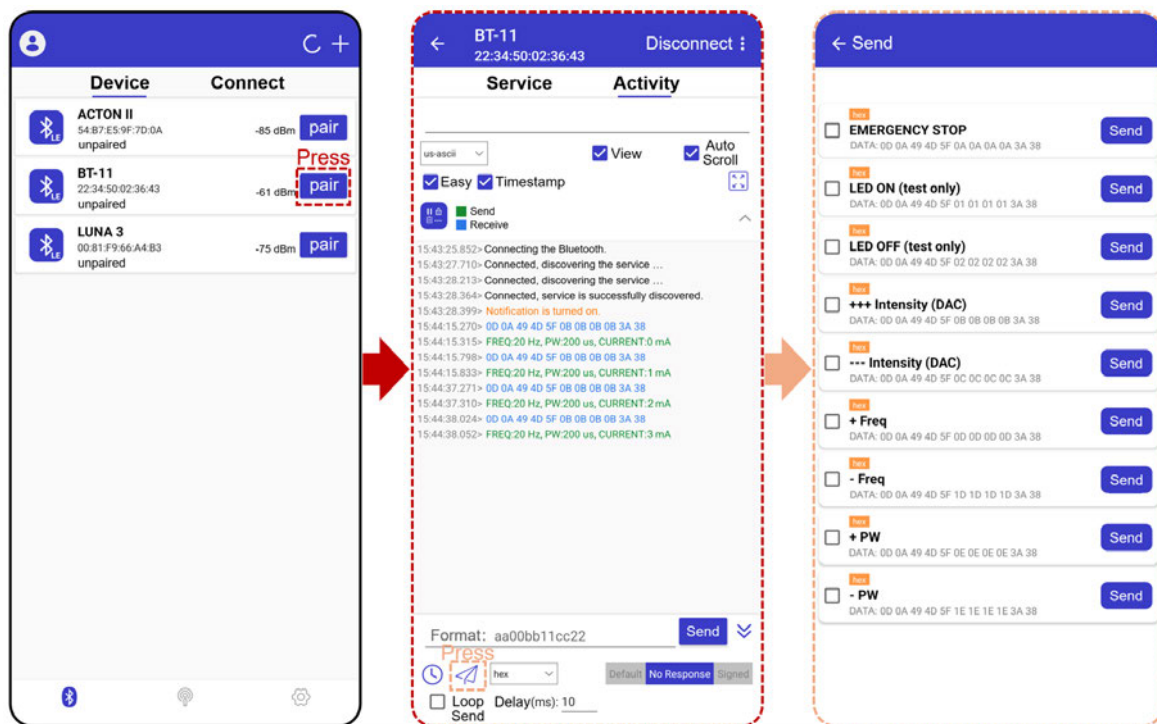 Device Connect
ACTON II
54:B7:E5:9F:7D:0A
unpaired
-85 dBm pair
Press
BT-11
22:34:50:02:36:43
unpaired
-61 dBm pair
LUNA 3
00:81:F9:66:A4:B3
unpaired
-75 dBm pair
LE
LE
LE
BT-11
22:34:50:02:36:43
Disconnect
Service Activity
us-ascii
View
Auto
Scroll
Easy Timestamp
Send
Receive
15:43:25.852> Connecting the Bluetooth.
15:43:27.710> Connected, discovering the service ...
15:43:28.213> Connected, discovering the service ...
15:43:28.364> Connected, service is successfully discovered.
15:43:28.399> Notification is turned on.
15:44:15.270> 0D 0A 49 4D 5F 0B 0B 0B 0B 3A 38
15:44:15.315> FREQ:20 Hz, PW:200 us, CURRENT:0 mA
15:44:15.798> 0D 0A 49 4D 5F 0B 0B 0B 0B 3A 38
15:44:15.833> FREQ:20 Hz, PW:200 us, CURRENT:1 mA
15:44:37.271> 0D 0A 49 4D 5F 0B 0B 0B 0B 3A 38
15:44:37.310> FREQ:20 Hz, PW:200 us, CURRENT:2 mA
15:44:38.024> 0D 0A 49 4D 5F 0B 0B 0B 0B 3A 38
15:44:38.052> FREQ:20 Hz, PW:200 us, CURRENT:3 mA
Format: aa00bb11cc22 Send
Press
hex
Default No Response Signed
Loop
Send
Delay(ms): 10
Send
hex
EMERGENCY STOP
DATA: 0D 0A 49 4D 5F 0A 0A 0A 0A 3A 38
Send
hex
LED ON (test only)
DATA: 0D 0A 49 4D 5F 01 01 01 01 3A 38
Send
hex
LED OFF (test only)
DATA: 0D 0A 49 4D 5F 02 02 02 02 3A 38
Send
hex
+++ Intensity (DAC)
DATA: 0D 0A 49 4D 5F 0B 0B 0B 0B 3A 38
Send
hex
--- Intensity (DAC)
DATA: 0D 0A 49 4D 5F 0C 0C 0C 0C 3A 38
Send
hex
+ Freq
DATA: 0D 0A 49 4D 5F 0D 0D 0D 0D 3A 38
Send
hex
- Freq
DATA: 0D 0A 49 4D 5F 1D 1D 1D 1D 3A 38
Send
hex
+ PW
DATA: 0D 0A 49 4D 5F 0E 0E 0E 0E 3A 38
Send
hex
- PW
DATA: 0D 0A 49 4D 5F 1E 1E 1E 1E 3A 38
Send